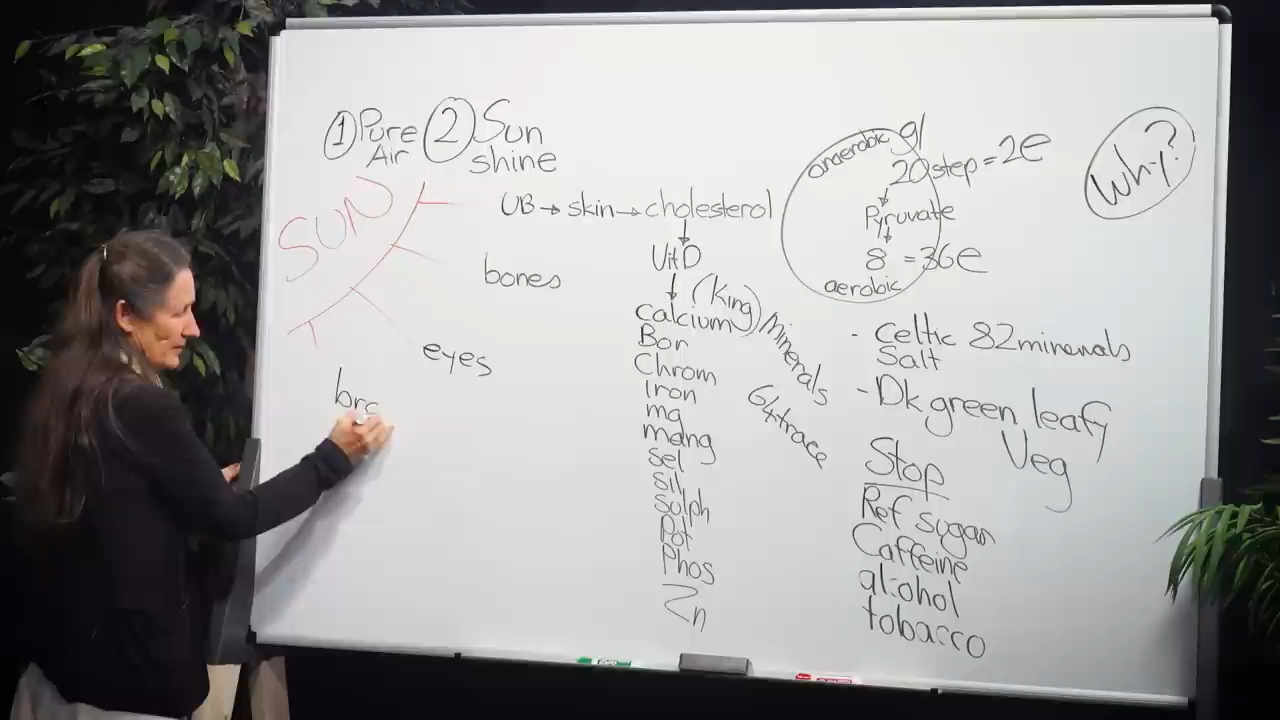 ① Pure Air
② Sun shine
SUN
UB → skin → cholesterol
Vit D
(King)
calcium
Bor
Chrom
Iron
mg
mang
sel
sil
sulph
Pot
Phos
Zn
Minerals
64 trace
bones
eyes
bra
anaerobic gl
20 step = 2e
Pyruvate
8 = 36e
aerobic
Why?
- Celtic 82 minerals
Salt
- Dk green leafy
Veg
Stop
Ref sugar
Caffeine
alcohol
tobacco